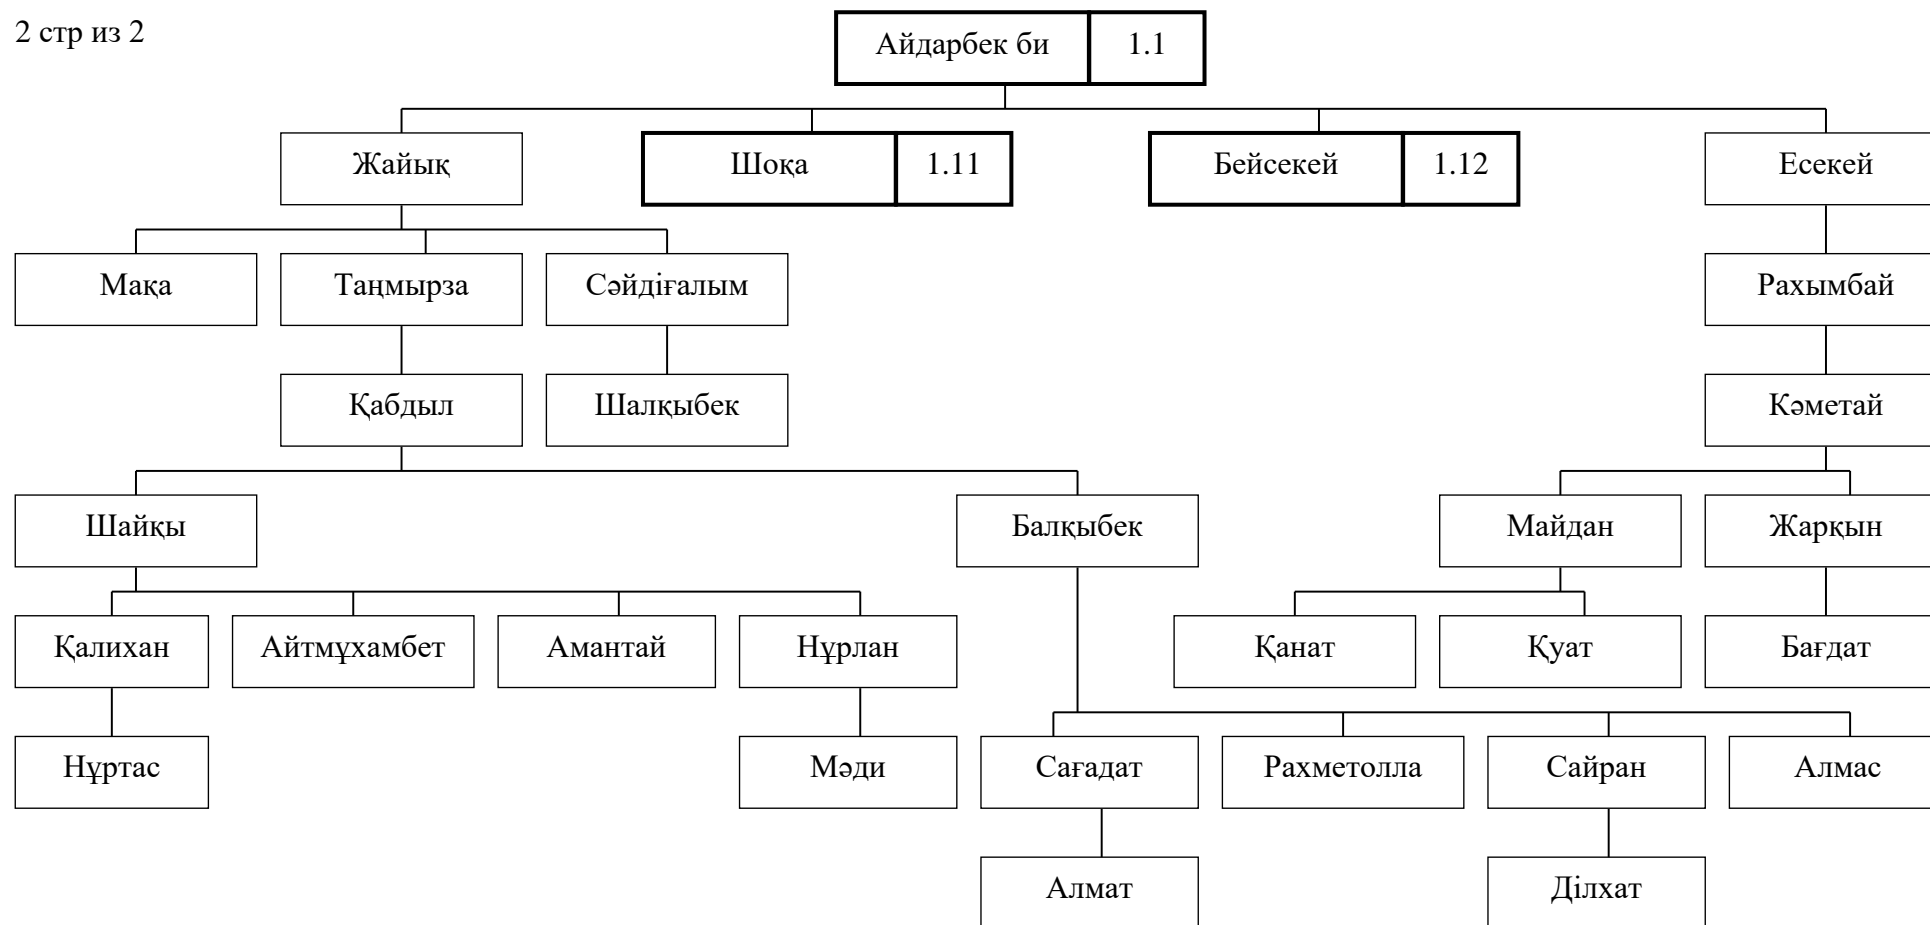 2 стр из 2
Айдарбек би 1.1
Жайық Шоқа 1.11 Бейсекей 1.12 Есекей
Мақа Таңмырза Сәйдіғалым Рахымбай
Қабдыл Шалқыбек Кәметай
Шайқы Балқыбек Майдан Жарқын
Қалихан Айтмұхамбет Амантай Нұрлан Қанат Қуат Бағдат
Нұртас Мәди Сағадат Рахметолла Сайран Алмас
Алмат Ділхат